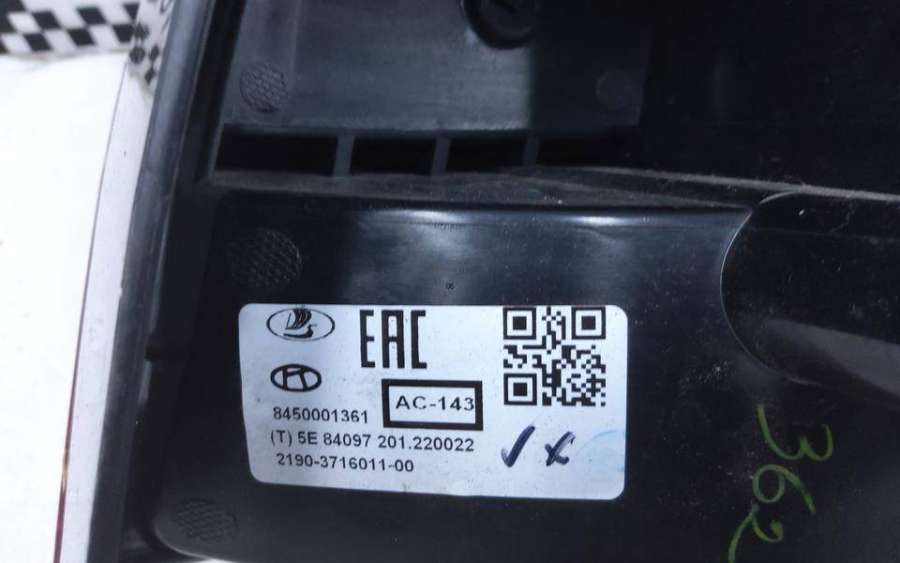 EAC
AC-143
8450001361
(T) 5E 84097 201.220022
2190-3716011-00
362